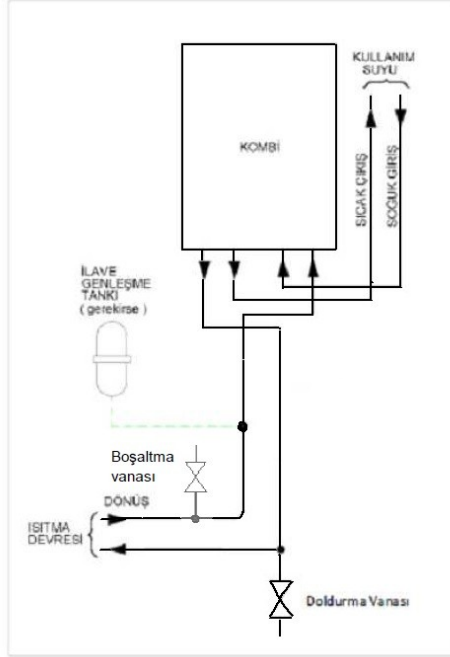 KULLANIM
SUYU
KOMBİ
SICAK ÇIKIŞ
SOĞUK GİRİŞ
İLAVE
GENLEŞME
TANKI
( gerekirse )
Boşaltma
vanası
DÖNÜŞ
ISITMA
DEVRESİ
Doldurma Vanası